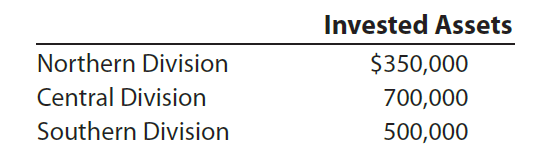 Invested Assets
Northern Division $350,000
Central Division 700,000
Southern Division 500,000